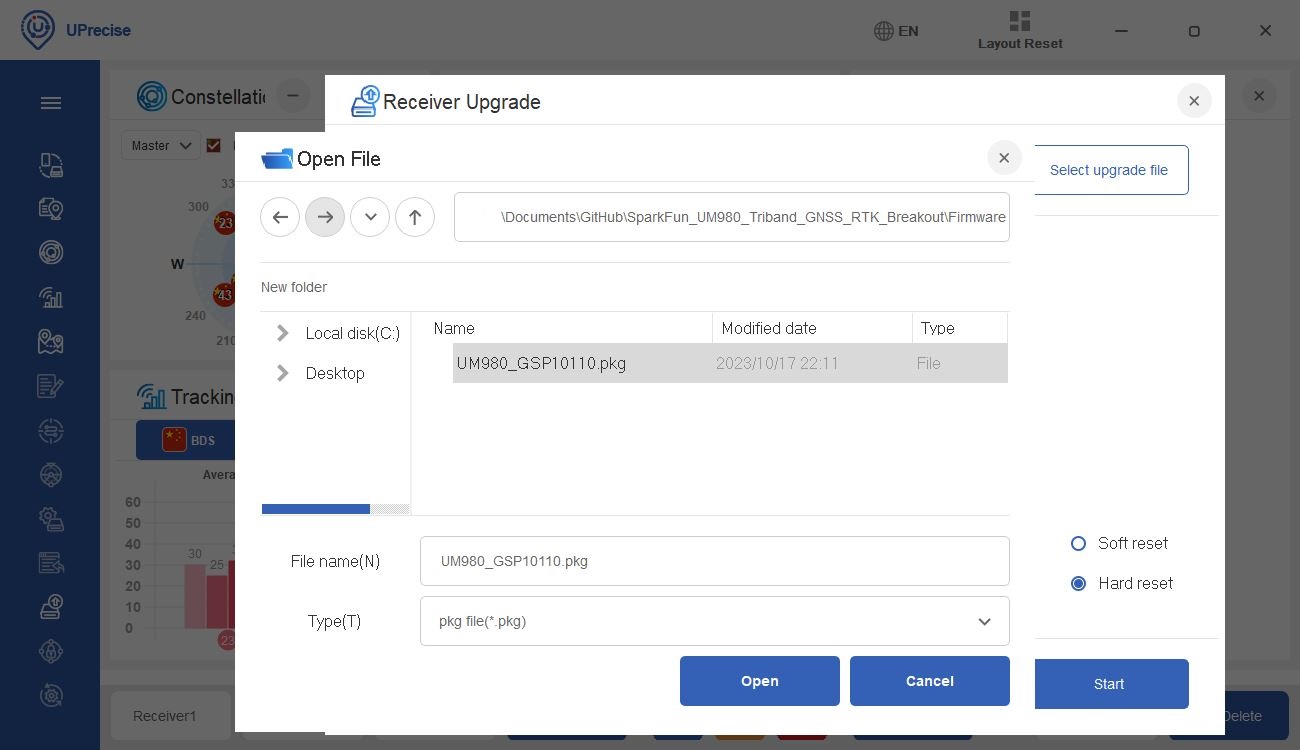 UPrecise
EN
Layout Reset
Constellati
Receiver Upgrade
Master
Open File
Select upgrade file
\Documents\GitHub\SparkFun_UM980_Triband_GNSS_RTK_Breakout\Firmware
33
300
23
W
43
240
210
New folder
Local disk(C:)
Desktop
Name
Modified date
Type
UM980_GSP10110.pkg
2023/10/17 22:11
File
Trackin
BDS
Avera
60
50
40
30
20
10
0
30
25
23
File name(N)
UM980_GSP10110.pkg
Type(T)
pkg file(*.pkg)
Soft reset
Hard reset
Open
Cancel
Start
Receiver1
Delete